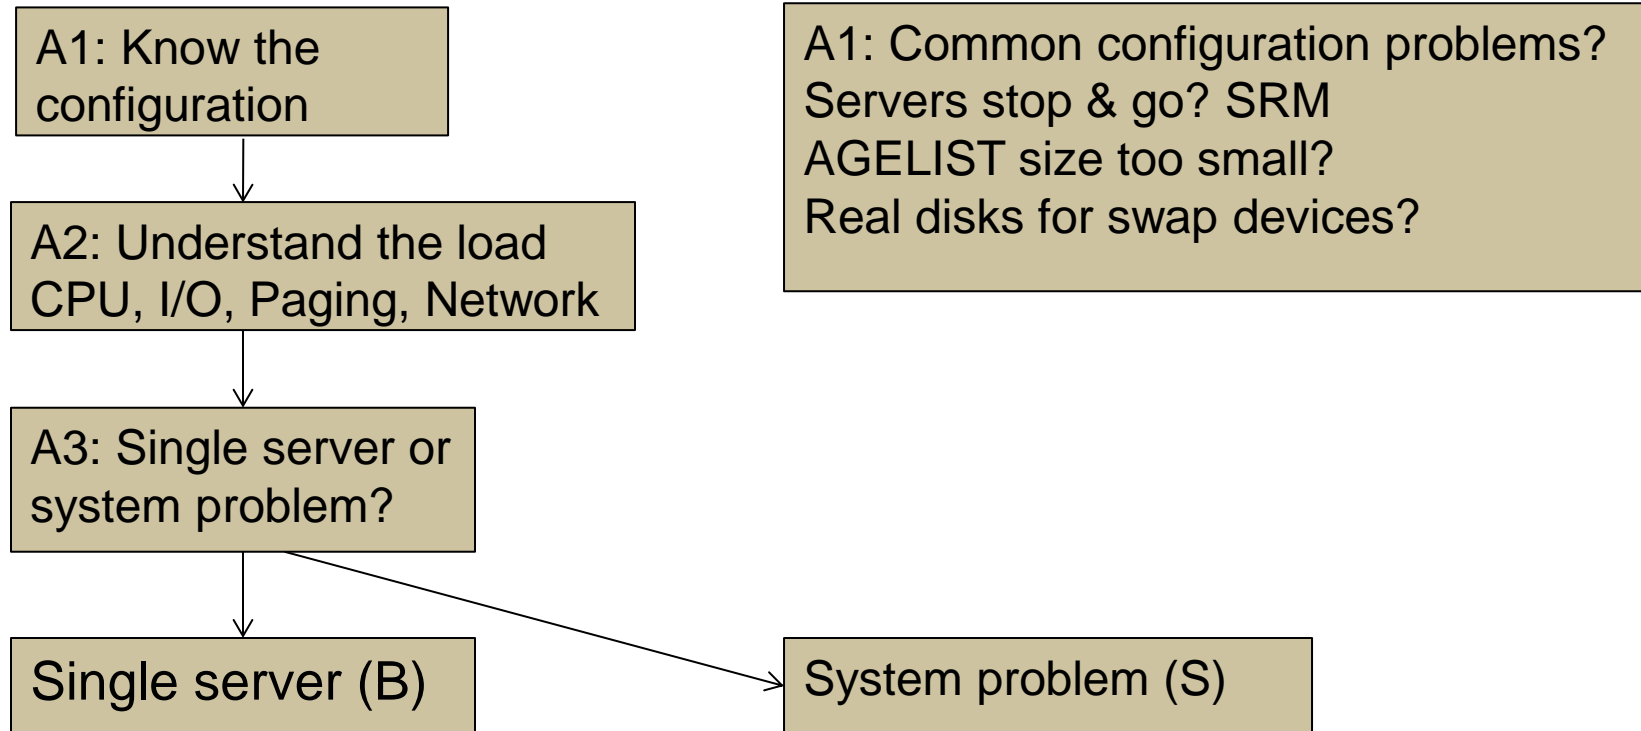 A1: Know the
configuration
A2: Understand the load
CPU, I/O, Paging, Network
A3: Single server or
system problem?
Single server (B)
System problem (S)
A1: Common configuration problems?
Servers stop & go? SRM
AGELIST size too small?
Real disks for swap devices?